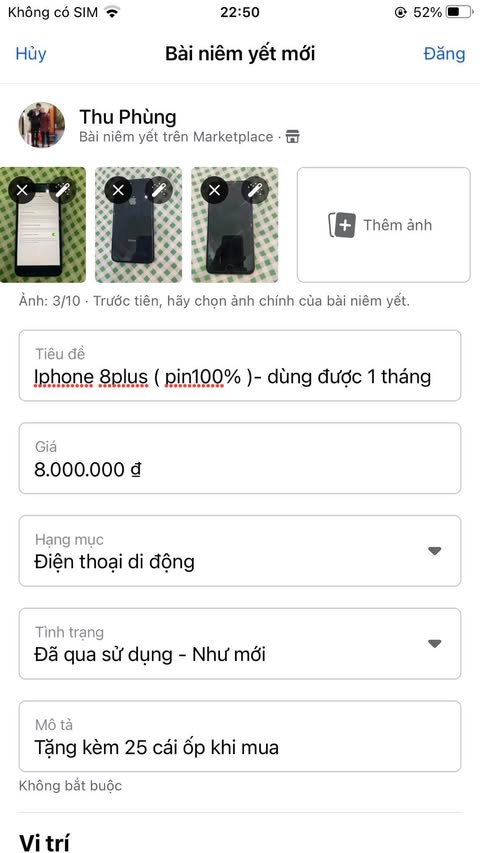 Không có SIM 22:50 52%
Hủy Bài niêm yết mới Đăng
Thu Phùng
Bài niêm yết trên Marketplace ·
Thêm ảnh
Ảnh: 3/10 · Trước tiên, hãy chọn ảnh chính của bài niêm yết.
Tiêu đề
Iphone 8plus ( pin100% )- dùng được 1 tháng
Giá
8.000.000 ₫
Hạng mục
Điện thoại di động
Tình trạng
Đã qua sử dụng - Như mới
Mô tả
Tặng kèm 25 cái ốp khi mua
Không bắt buộc
Vị trí